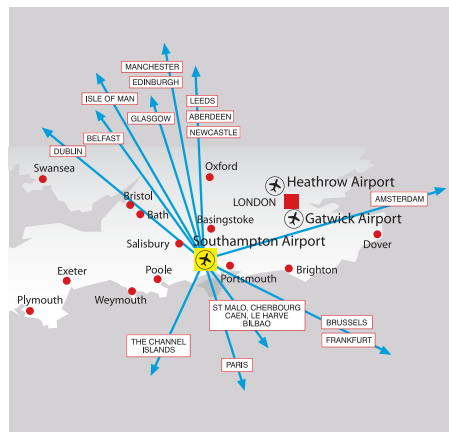 MANCHESTER
EDINBURGH
ISLE OF MAN
LEEDS
GLASGOW
ABERDEEN
NEWCASTLE
BELFAST
DUBLIN
Swansea
Oxford
Heathrow Airport
Bristol
LONDON
AMSTERDAM
Bath
Gatwick Airport
Basingstoke
Salisbury
Southampton Airport
Dover
Exeter
Poole
Portsmouth
Brighton
Plymouth
Weymouth
ST MALO, CHERBOURG
CAEN, LE HARVE
BILBAO
BRUSSELS
FRANKFURT
THE CHANNEL
ISLANDS
PARIS